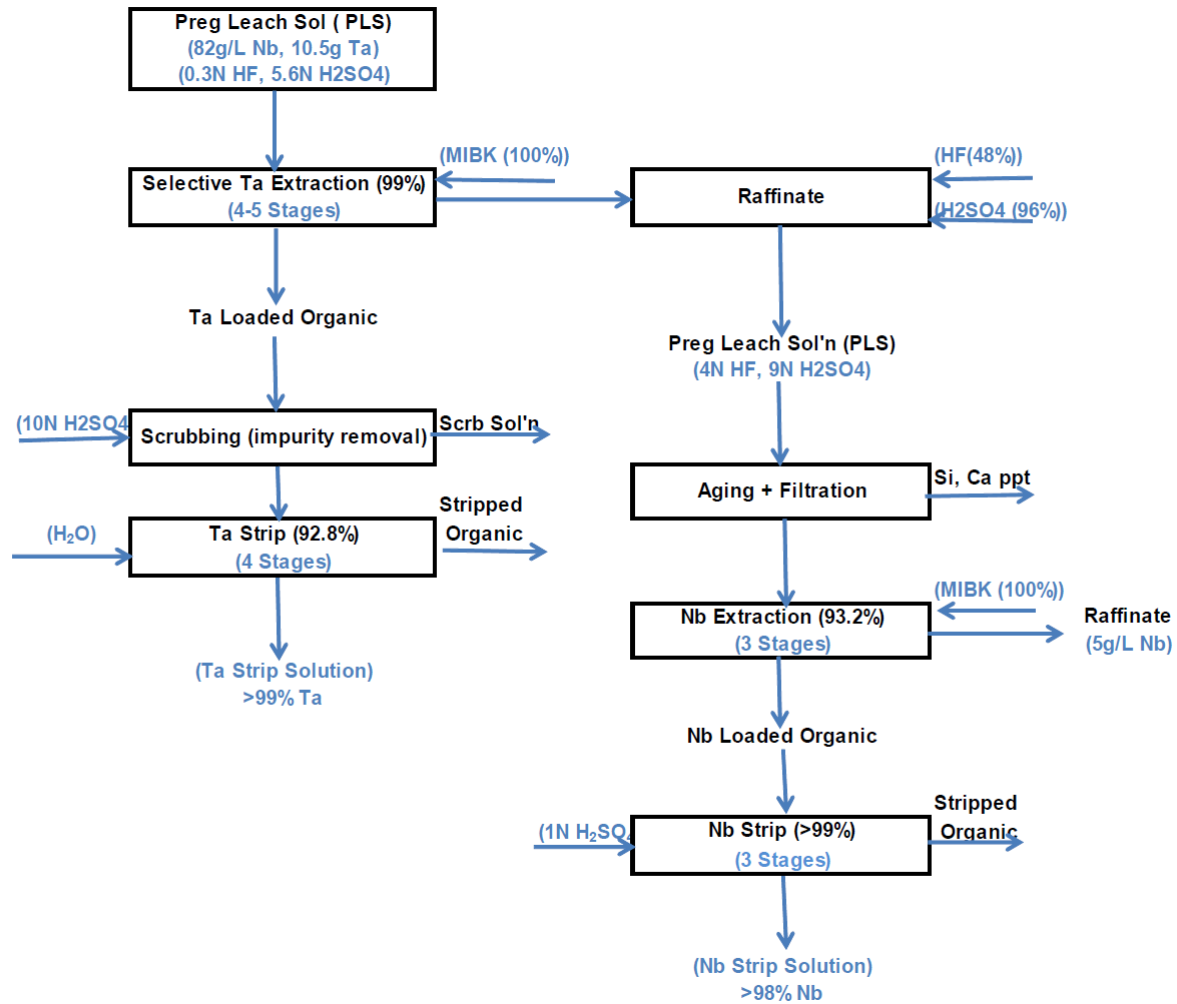 Preg Leach Sol ( PLS)
(82g/L Nb, 10.5g Ta)
(0.3N HF, 5.6N H2SO4)
(MIBK (100%))
Selective Ta Extraction (99%)
(4-5 Stages)
(HF(48%)
Raffinate
(H2SO4 (96%))
Ta Loaded Organic
Preg Leach Sol'n (PLS)
(4N HF, 9N H2SO4)
(10N H2SO4
Scrubbing (impurity removal)
Scrb Sol'n
Aging + Filtration
Si, Ca ppt
(H₂O)
Ta Strip (92.8%)
(4 Stages)
Stripped
Organic
(Ta Strip Solution)
>99% Ta
(MIBK (100%))
Nb Extraction (93.2%)
(3 Stages)
Raffinate
(5g/L Nb)
Nb Loaded Organic
(1N H₂SO₄
Nb Strip (>99%)
(3 Stages)
Stripped
Organic
(Nb Strip Solution)
>98% Nb